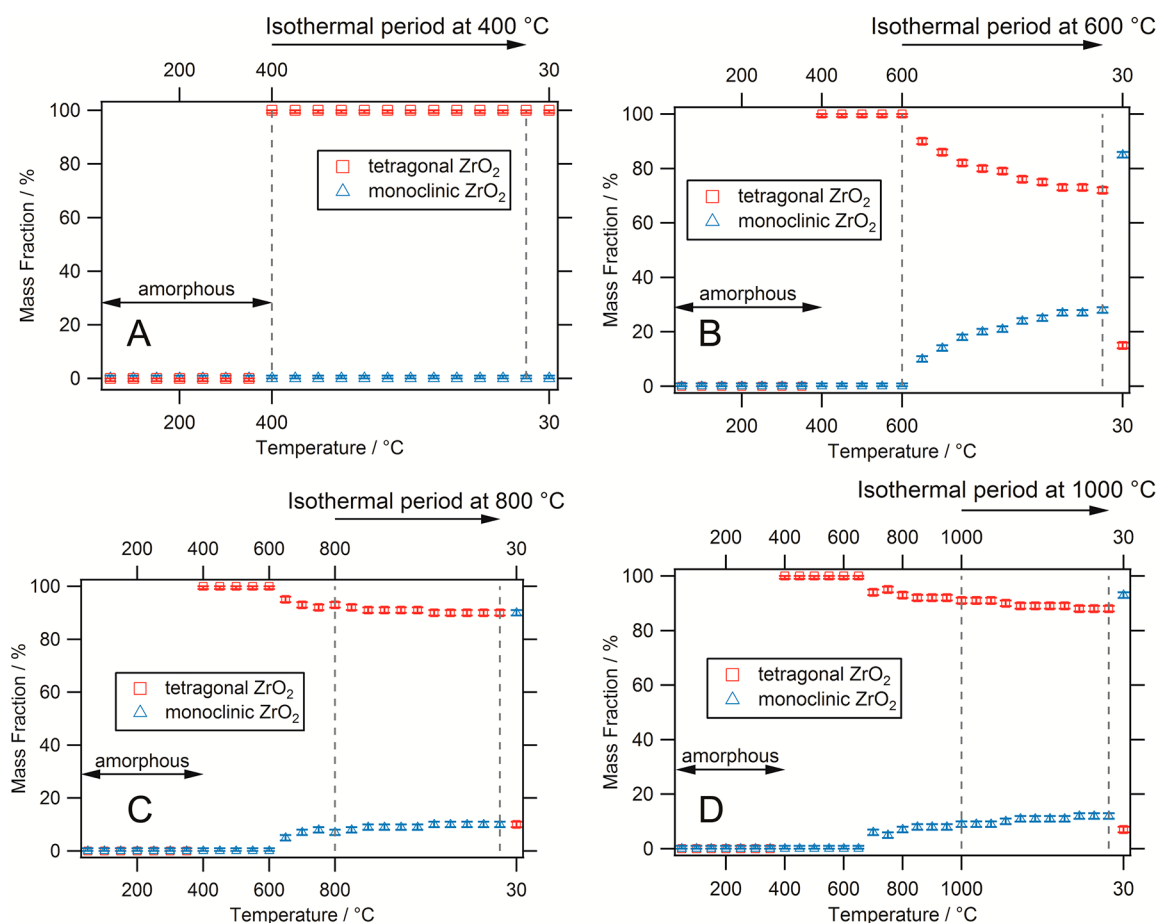 Isothermal period at 400 °C
200 400 30
100
80
60
40
20
0
Mass Fraction / %
tetragonal ZrO2
monoclinic ZrO2
amorphous
A
200 400 30
Temperature / °C
Isothermal period at 600 °C
200 400 600 30
100
80
60
40
20
0
Mass Fraction / %
tetragonal ZrO2
monoclinic ZrO2
amorphous
B
200 400 600 30
Temperature / °C
Isothermal period at 800 °C
200 400 600 800 30
100
80
60
40
20
0
Mass Fraction / %
tetragonal ZrO2
monoclinic ZrO2
amorphous
C
200 400 600 800 30
Temperature / °C
Isothermal period at 1000 °C
200 400 600 800 1000 30
100
80
60
40
20
0
Mass Fraction / %
tetragonal ZrO2
monoclinic ZrO2
amorphous
D
200 400 600 800 1000 30
Temperature / °C